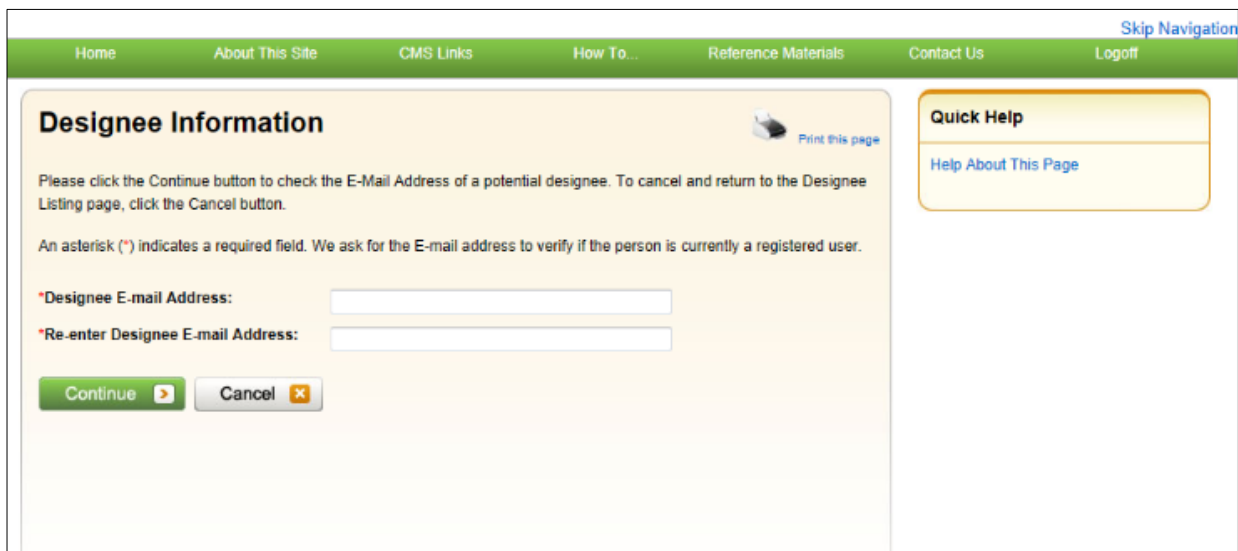 Skip Navigation
Home About This Site CMS Links How To... Reference Materials Contact Us Logoff
Designee Information
Print this page
Please click the Continue button to check the E-Mail Address of a potential designee. To cancel and return to the Designee
Listing page, click the Cancel button.
An asterisk (*) indicates a required field. We ask for the E-mail address to verify if the person is currently a registered user.
*Designee E-mail Address:
*Re-enter Designee E-mail Address:
Continue
Cancel
Quick Help
Help About This Page